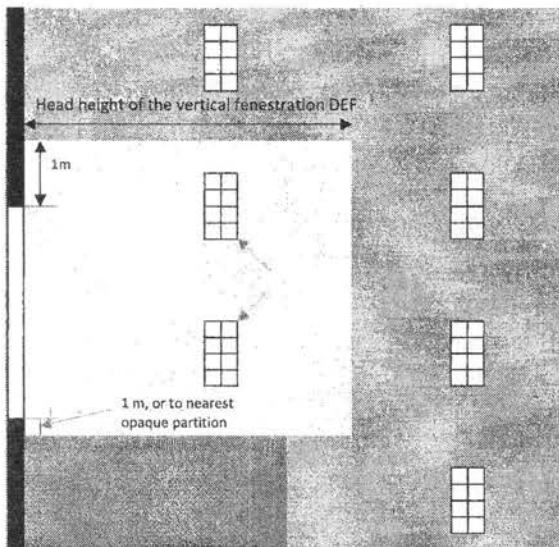 Head height of the vertical fenestration DEF
1m
1 m, or to nearest
opaque partition